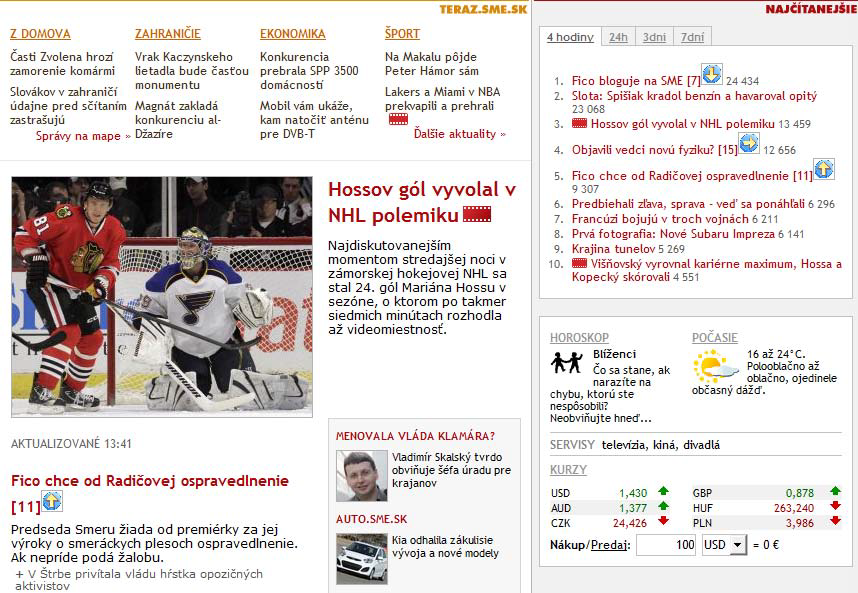 TERAZ.SME.SK
Z DOMOVA
Časti Zvolena hrozí
zamorenie komármi
Slovákov v zahraničí
údajne pred sčítaním
zastrašujú
Správy na mape »
ZAHRANIČIE
Vrak Kaczynskeho
lietadla bude časťou
monumentu
Magnát zakladá
konkurenciu al-
Džazíre
EKONOMIKA
Konkurencia
prebrala SPP 3500
domácností
Mobil vám ukáže,
kam natočiť anténu
pre DVB-T
ŠPORT
Na Makalu pôjde
Peter Hámor sám
Lakers a Miami v NBA
prekvapili a prehrali
Ďalšie aktuality »
81
Hossov gól vyvolal v
NHL polemiku
Najdiskutovanejším
momentom stredajšej noci v
zámorskej hokejovej NHL sa
stal 24. gól Mariána Hossu v
sezóne, o ktorom po takmer
siedmich minútach rozhodla
až videomiestnosť.
AKTUALIZOVANÉ 13:41
Fico chce od Radičovej ospravedlnenie
[11]
Predseda Smeru žiada od premiérky za jej
výroky o smeráckych plesoch ospravedlnenie.
Ak nepríde podá žalobu.
+ V Štrbe privítala vládu hŕstka opozičných
aktivistov
MENOVALA VLÁDA KLAMÁRA?
Vladimír Skalský tvrdo
obviňuje šéfa úradu pre
krajanov
AUTO.SME.SK
Kia odhalila zákulisie
vývoja a nové modely
NAJČÍTANEJŠIE
4 hodiny 24h 3dni 7dní
1. Fico bloguje na SME [7] 24 434
2. Slota: Spišiak kradol benzín a havaroval opitý
23 068
3. Hossov gól vyvolal v NHL polemiku 13 459
4. Objavili vedci novú fyziku? [15] 12 656
5. Fico chce od Radičovej ospravedlnenie [11]
9 307
6. Predbiehali zľava, sprava - veď sa ponáhľali 6 296
7. Francúzi bojujú v troch vojnách 6 211
8. Prvá fotografia: Nové Subaru Impreza 6 141
9. Krajina tunelov 5 269
10. Višňovský vyrovnal kariérne maximum, Hossa a
Kopecký skórovali 4 551
HOROSKOP
Blíženci
Čo sa stane, ak
narazíte na
chybu, ktorú ste
nespôsobili?
Neobviňujte hneď...
POČASIE
16 až 24°C.
Polooblačno až
oblačno, ojedinele
občasný dážď.
SERVISY televízia, kiná, divadlá
KURZY
USD 1,430 GBP 0,878
AUD 1,377 HUF 263,240
CZK 24,426 PLN 3,986
Nákup/Predaj: 100 USD = 0 €